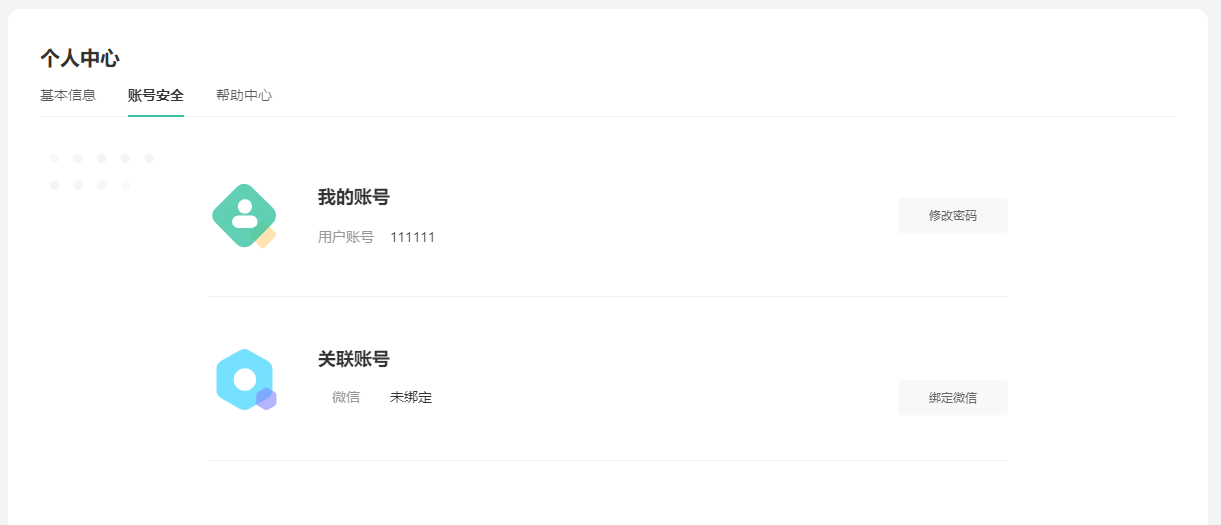 个人中心
基本信息 账号安全 帮助中心
我的账号
用户账号 111111
修改密码
关联账号
微信 未绑定
绑定微信